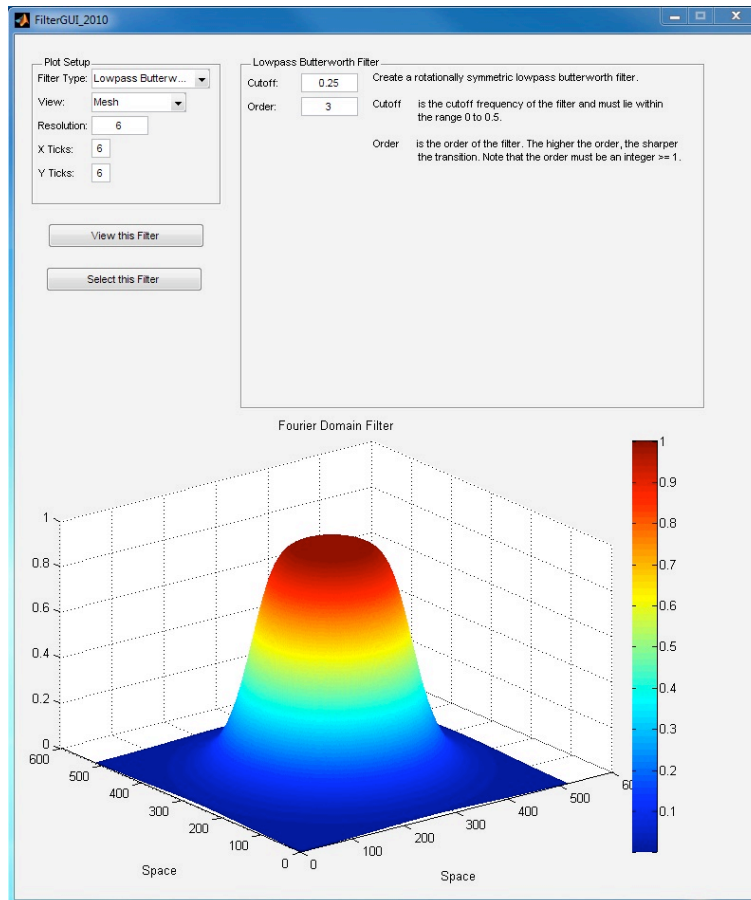 FilterGUI_2010
Plot Setup
Filter Type: Lowpass Butterw...
View: Mesh
Resolution: 6
X Ticks: 6
Y Ticks: 6
View this Filter
Select this Filter
Lowpass Butterworth Filter
Cutoff: 0.25
Order: 3
Create a rotationally symmetric lowpass butterworth filter.
Cutoff is the cutoff frequency of the filter and must lie within
the range 0 to 0.5.
Order is the order of the filter. The higher the order, the sharper
the transition. Note that the order must be an integer >= 1.
Fourier Domain Filter
1
0.8
0.6
0.4
0.2
0
600
500
400
300
200
100
0
Space
0
100
200
300
400
500
Space
1
0.9
0.8
0.7
0.6
0.5
0.4
0.3
0.2
0.1